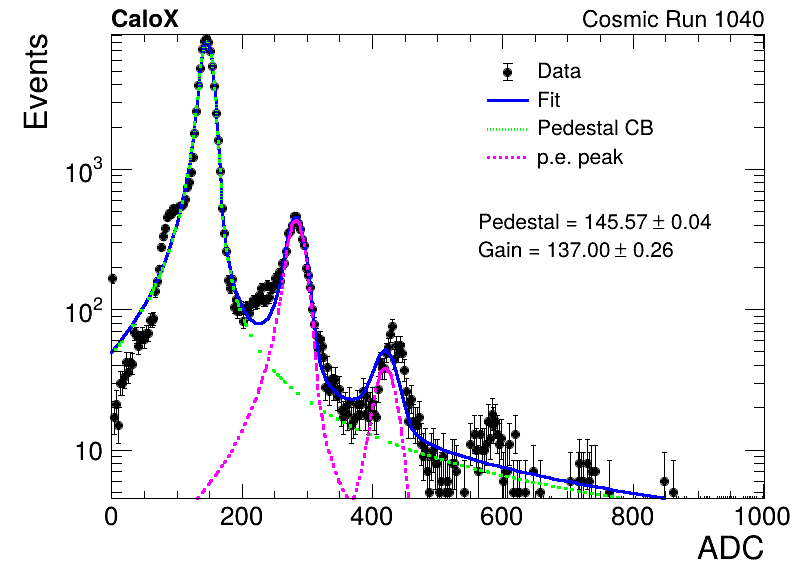 CaloX
Cosmic Run 1040
Events
Data
Fit
Pedestal CB
p.e. peak
Pedestal = 145.57 ± 0.04
Gain = 137.00 ± 0.26
10³
10²
10
0 200 400 600 800 1000
ADC